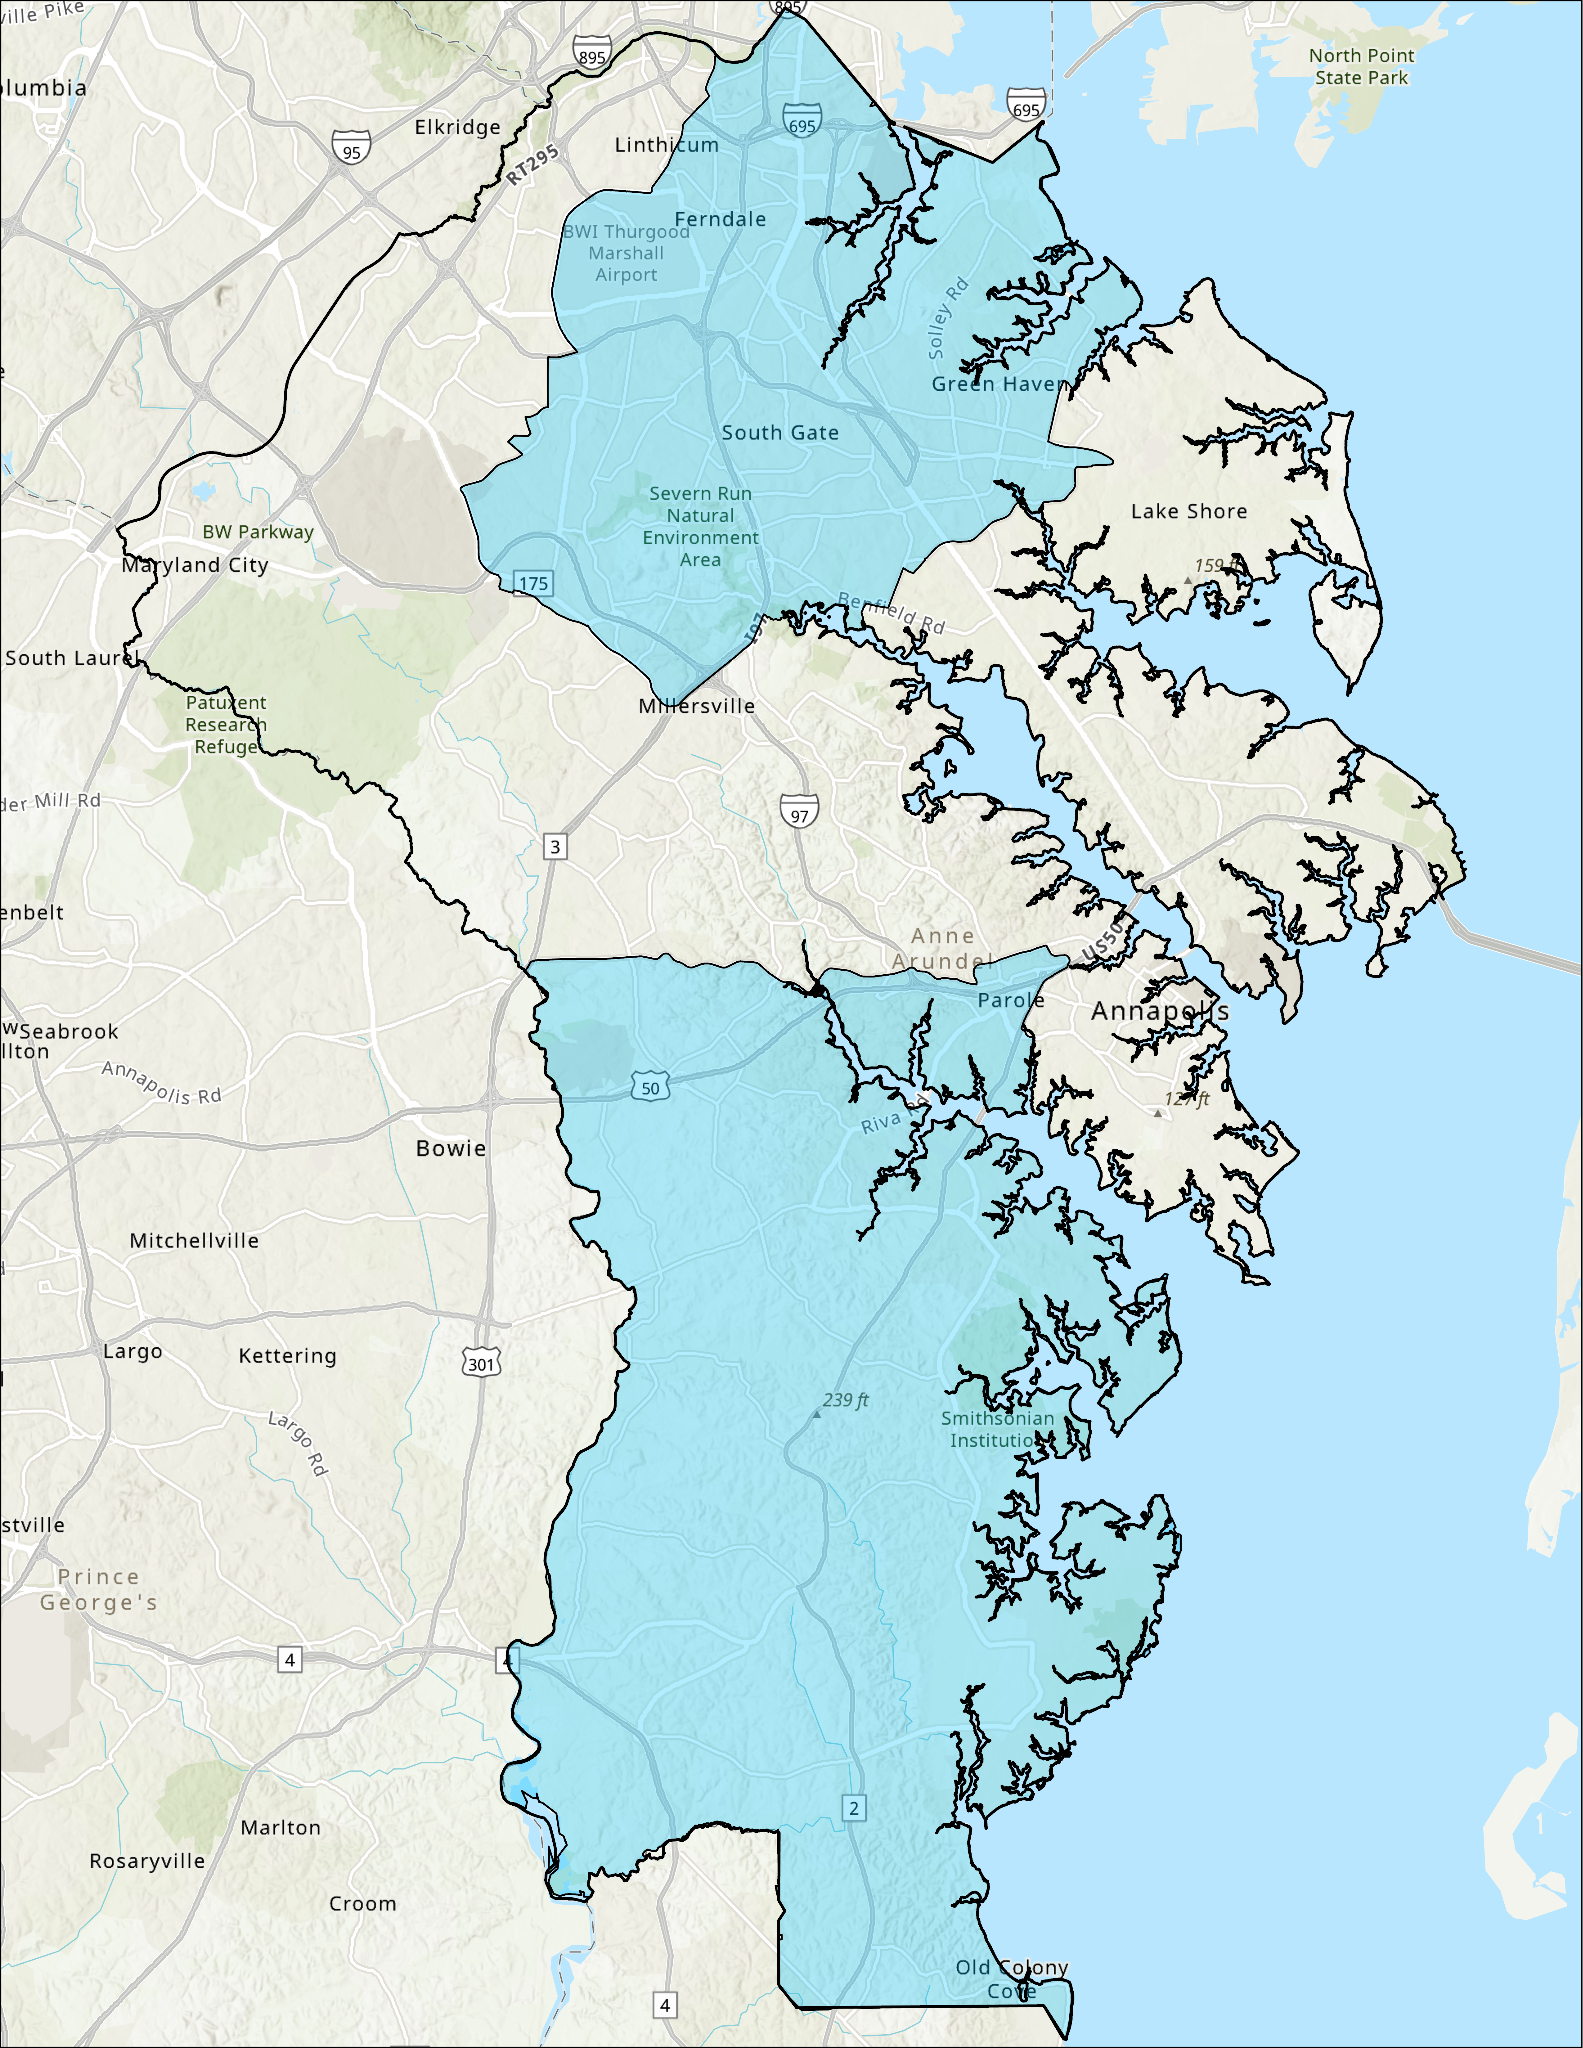 ville Pike
895
895
North Point
State Park
olumbia
Elkridge
695
695
95
RT295
Linthicum
Ferndale
BWI Thurgood
Marshall
Airport
Solley Rd
Green Haven
South Gate
Severn Run
Natural
Environment
Area
Lake Shore
BW Parkway
Maryland City
159 ft
175
Benfield Rd
I97
South Laurel
Patuxent
Research
Refuge
Millersville
der Mill Rd
97
3
enbelt
Anne
Arundel
US50
Parole
Annapolis
w
Seabrook
llton
Annapolis Rd
50
Riva Rd
127 ft
Bowie
Mitchellville
Largo
Kettering
301
239 ft
Largo Rd
Smithsonian
Institution
stville
Prince
George's
4
4
2
Marlton
Rosaryville
Croom
Old Colony
Cove
4